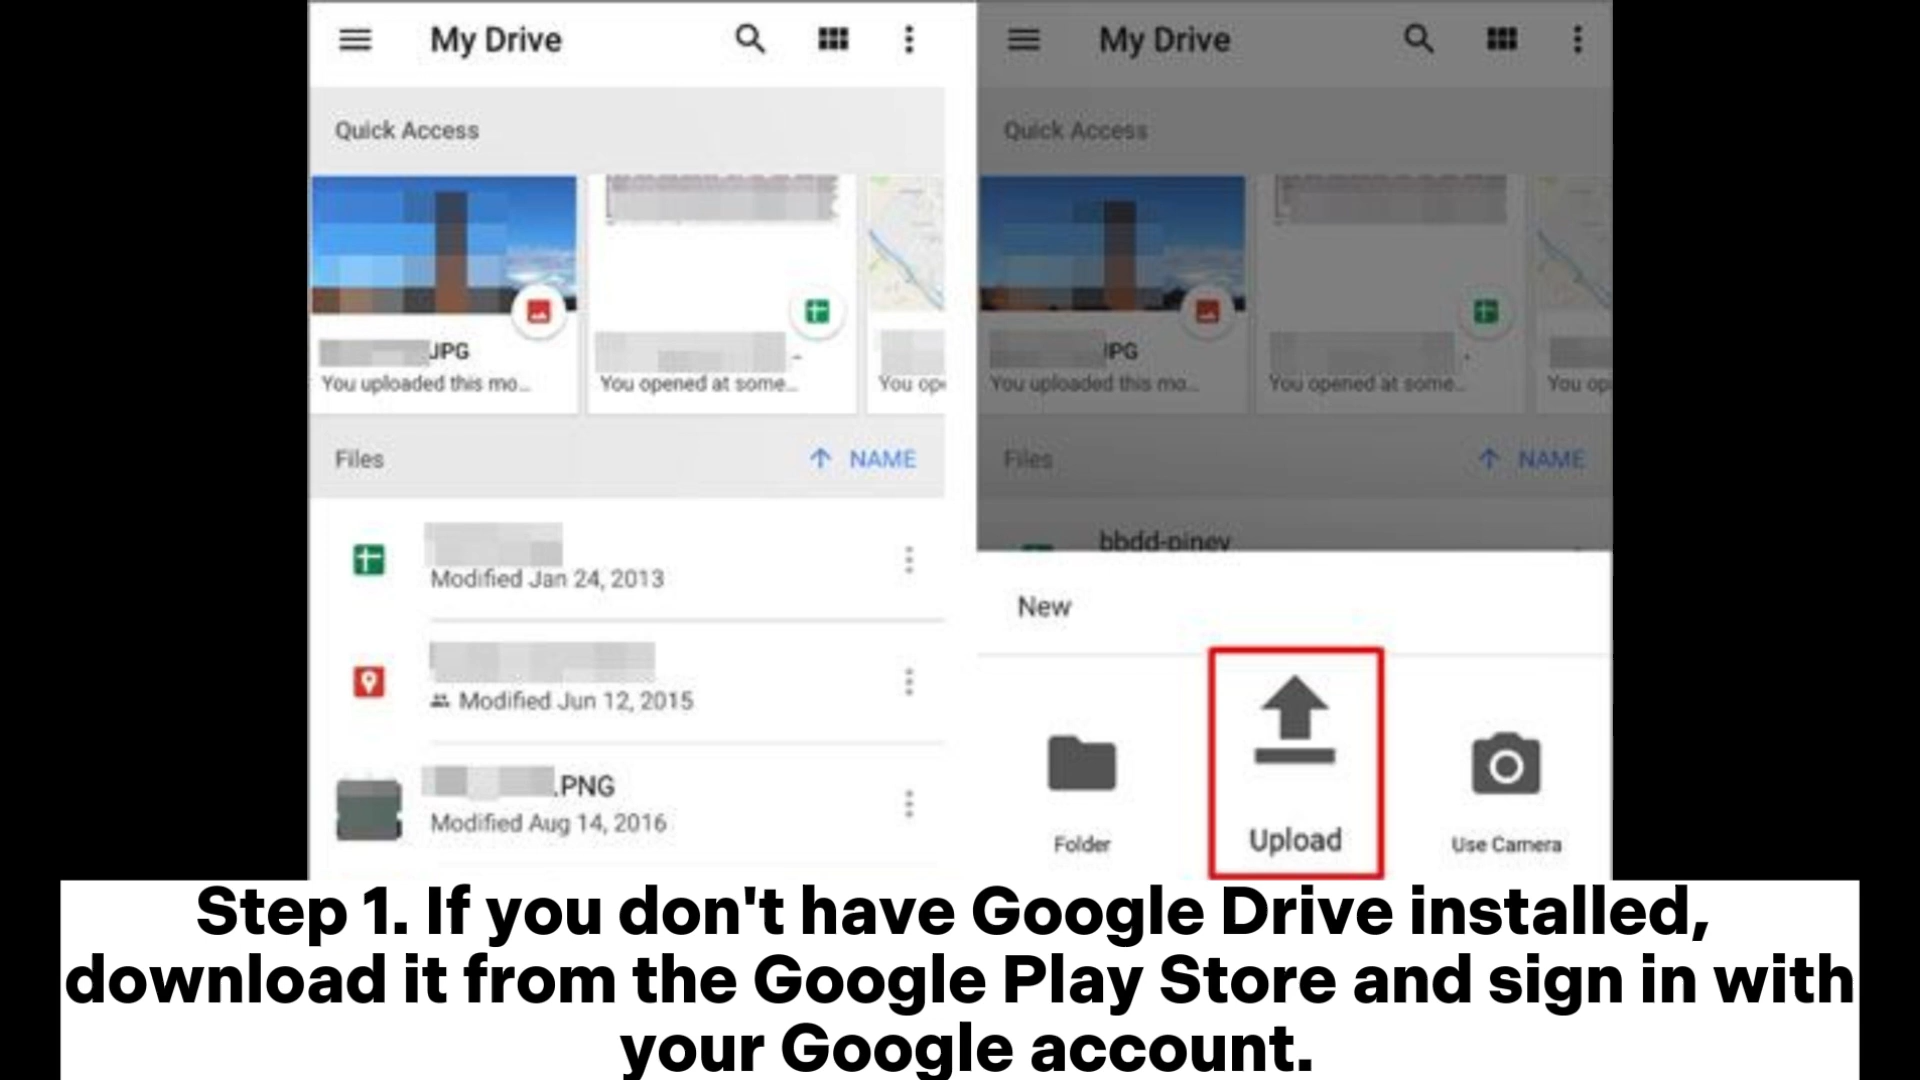 My Drive
Quick Access
JPG
You uploaded this mo...
You opened at some...
You ope
Files
NAME
Modified Jan 24, 2013
Modified Jun 12, 2015
.PNG
Modified Aug 14, 2016
My Drive
Quick Access
JPG
You uploaded this mo...
You opened at some...
You op
Files
NAME
bbdd-piney
New
Folder
Upload
Use Camera
Step 1. If you don't have Google Drive installed,
download it from the Google Play Store and sign in with
your Google account.